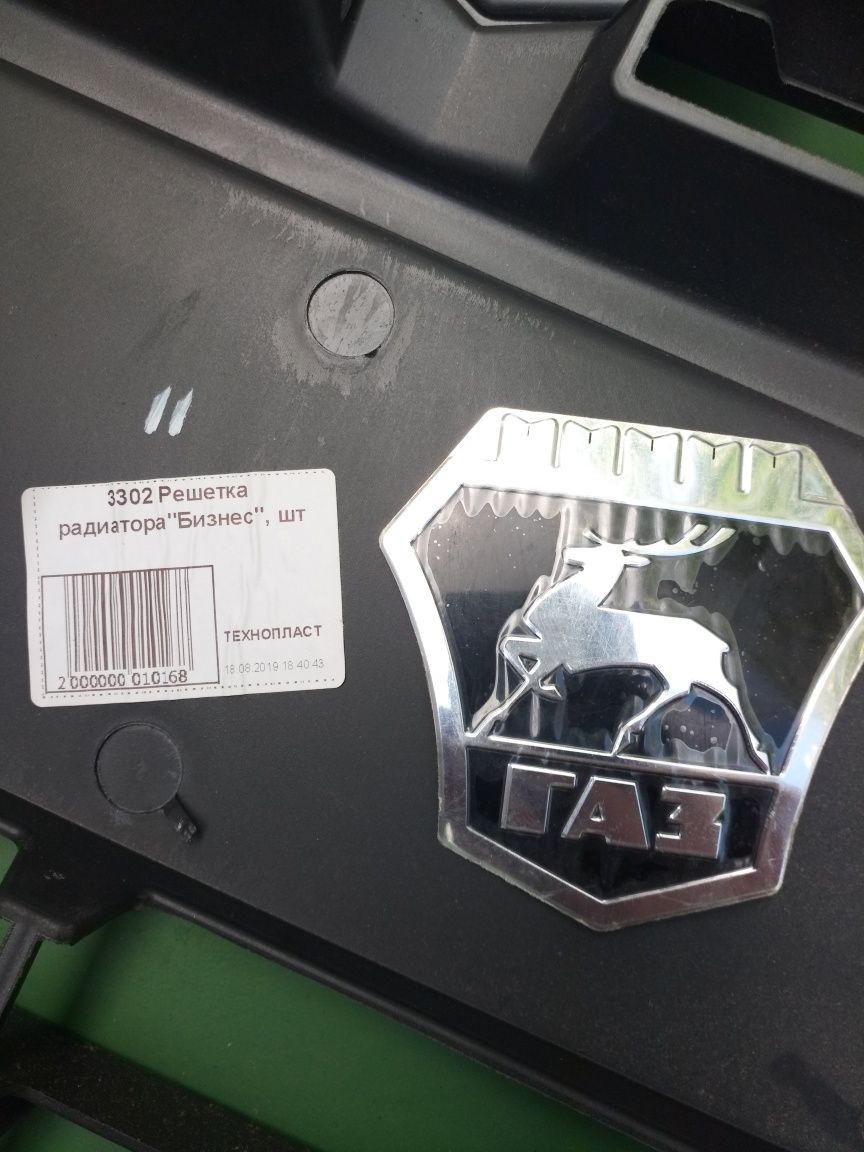 3302 Решетка
радиатора"Бизнес", шт
ТЕХНОПЛАСТ
18.08.2019 18:40:43
2 000000 010168
ГАЗ